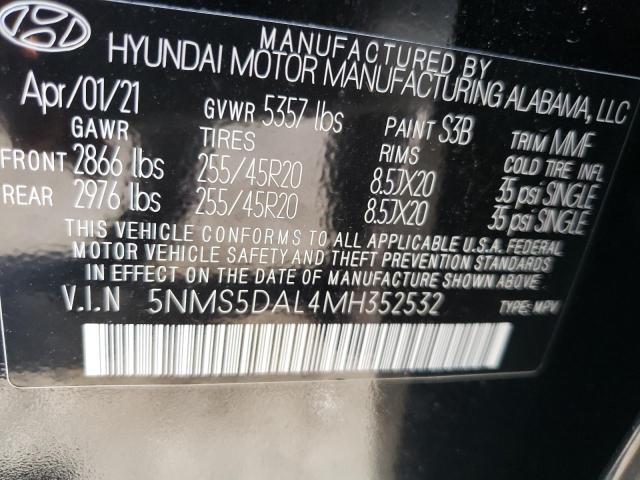 MANUFACTURED BY
HYUNDAI MOTOR MANUFACTURING ALABAMA, LLC
Apr/01/21 GVWR 5357 lbs PAINT S3B TRIM MMF
GAWR TIRES RIMS COLD TIRE INFL
FRONT 2866 lbs 255/45R20 8.5JX20 35 psi SINGLE
REAR 2976 lbs 255/45R20 8.5JX20 35 psi SINGLE
THIS VEHICLE CONFORMS TO ALL APPLICABLE U.S.A. FEDERAL
MOTOR VEHICLE SAFETY AND THEFT PREVENTION STANDARDS
IN EFFECT ON THE DATE OF MANUFACTURE SHOWN ABOVE
V.I.N 5NMS5DAL4MH352532 TYPE: MPV